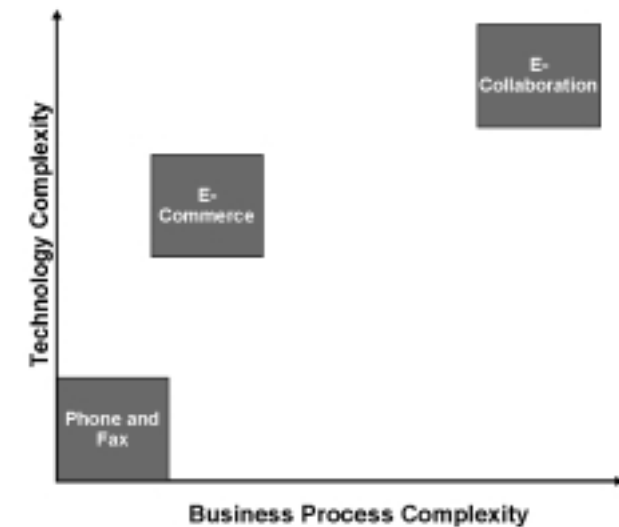 E-
Collaboration
E-
Commerce
Phone and
Fax
Technology Complexity
Business Process Complexity